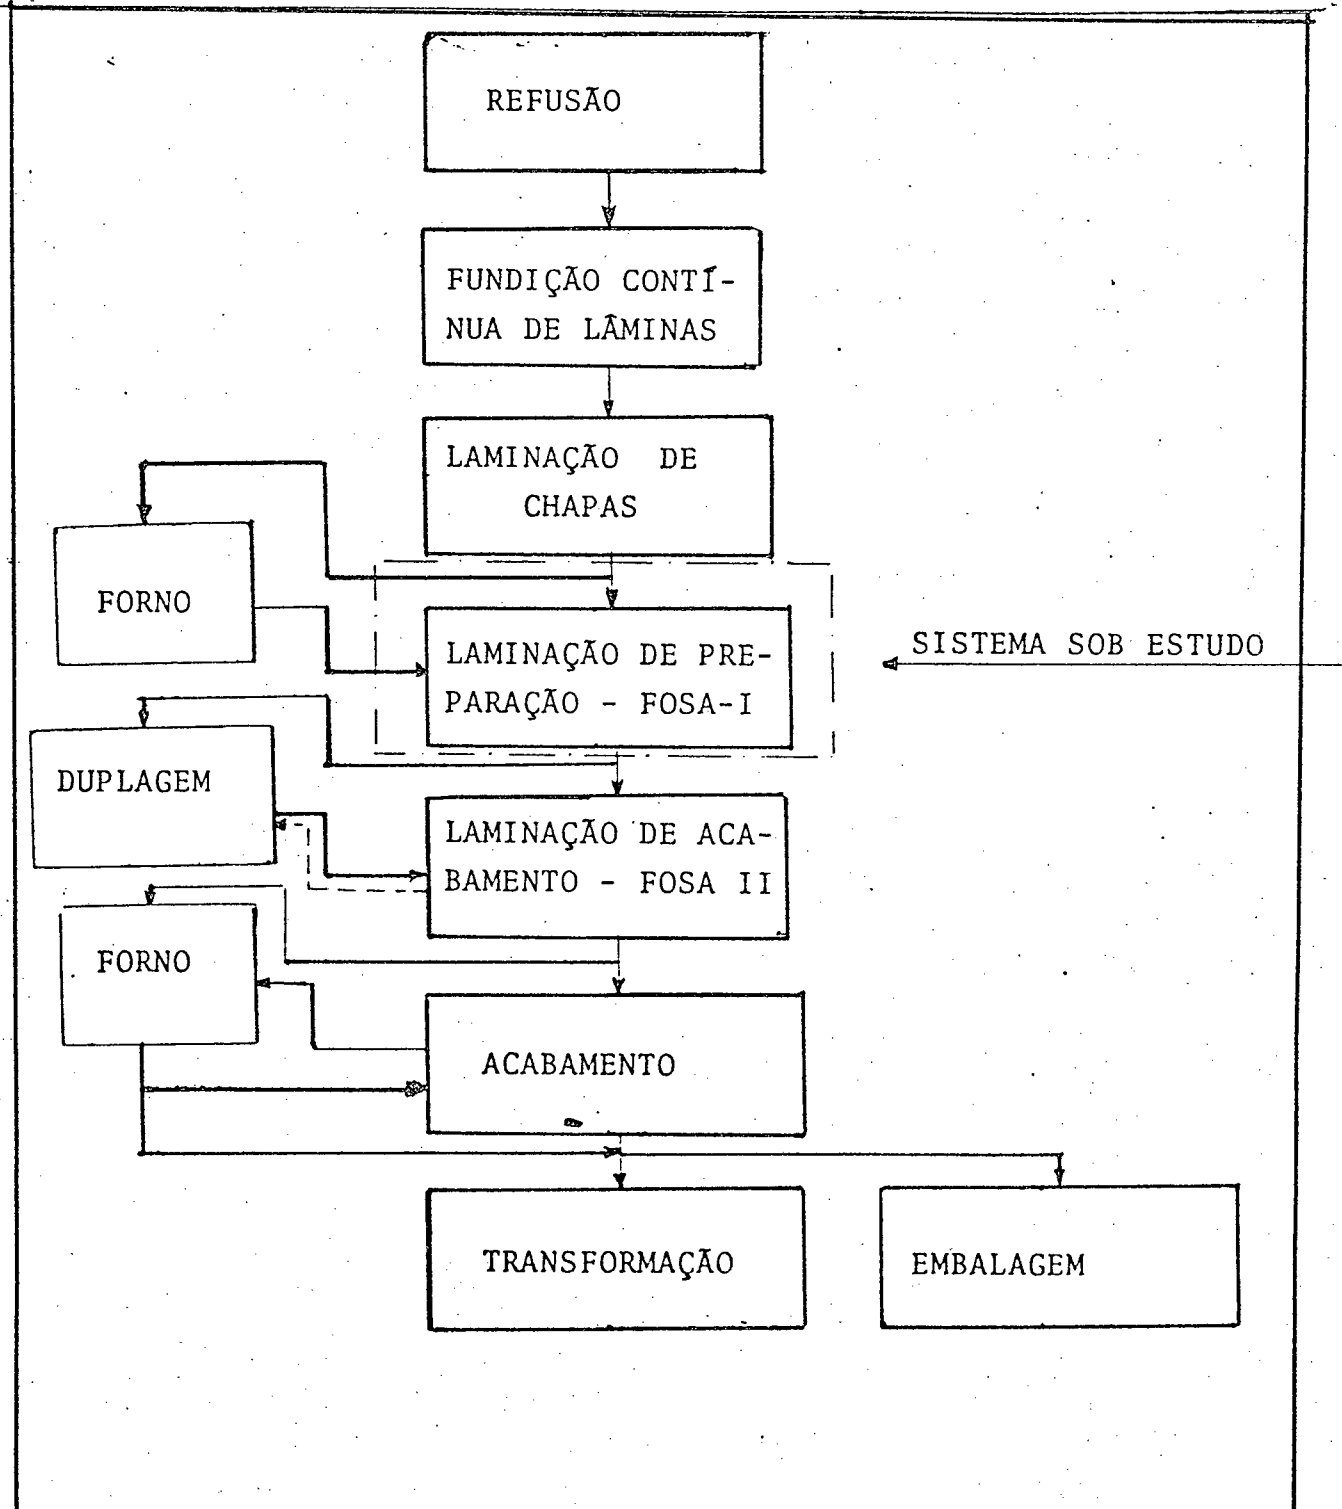 REFUSÃO
FUNDIÇÃO CONTÍ-
NUA DE LÂMINAS
LAMINAÇÃO DE
CHAPAS
FORNO
LAMINAÇÃO DE PRE-
PARAÇÃO - FOSA-I
SISTEMA SOB ESTUDO
DUPLAGEM
LAMINAÇÃO DE ACA-
BAMENTO - FOSA II
FORNO
ACABAMENTO
TRANSFORMAÇÃO
EMBALAGEM